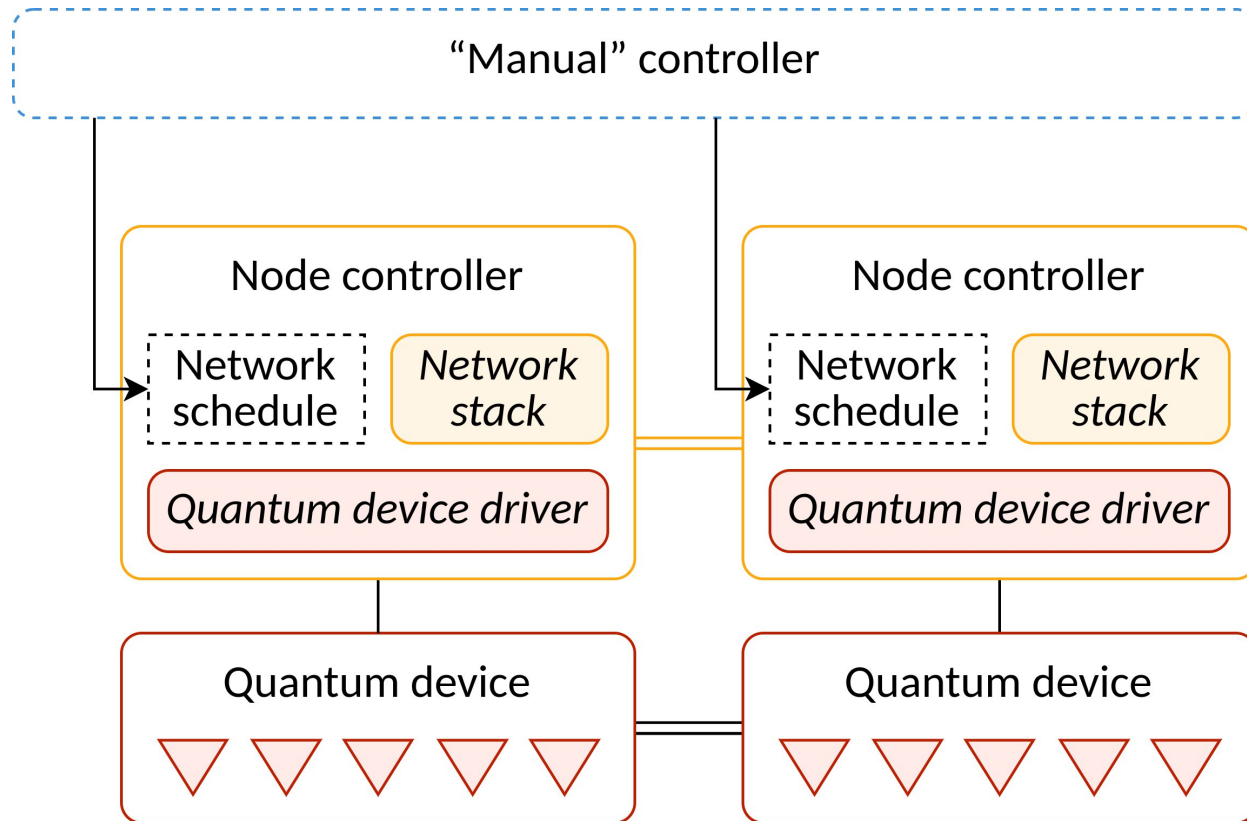 “Manual” controller
Node controller
Network
schedule
Network
stack
Quantum device driver
Quantum device
Node controller
Network
schedule
Network
stack
Quantum device driver
Quantum device